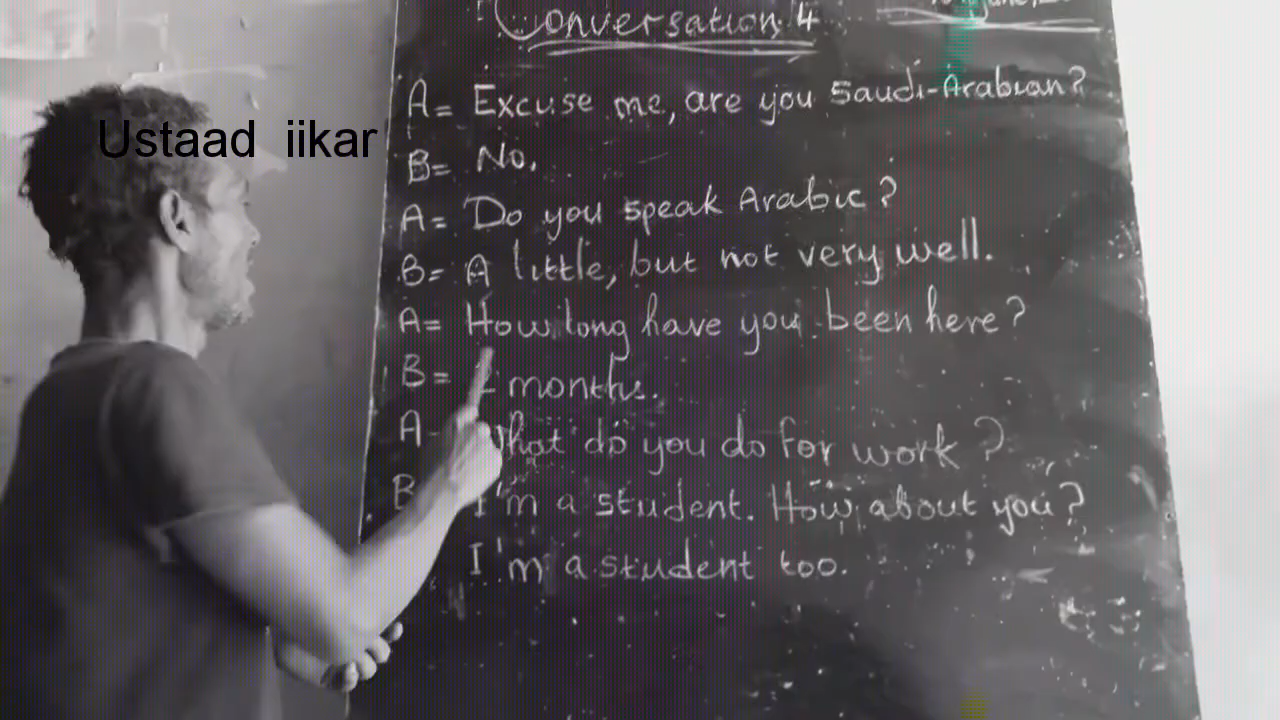 Conversation 4
A= Excuse me, are you Saudi-Arabian?
B= No.
A= Do you speak Arabic?
B= A little, but not very well.
A= How long have you been here?
B= 2 months.
A- What do you do for work?
B I'm a student. How about you?
I'm a student too.
Ustaad iikar